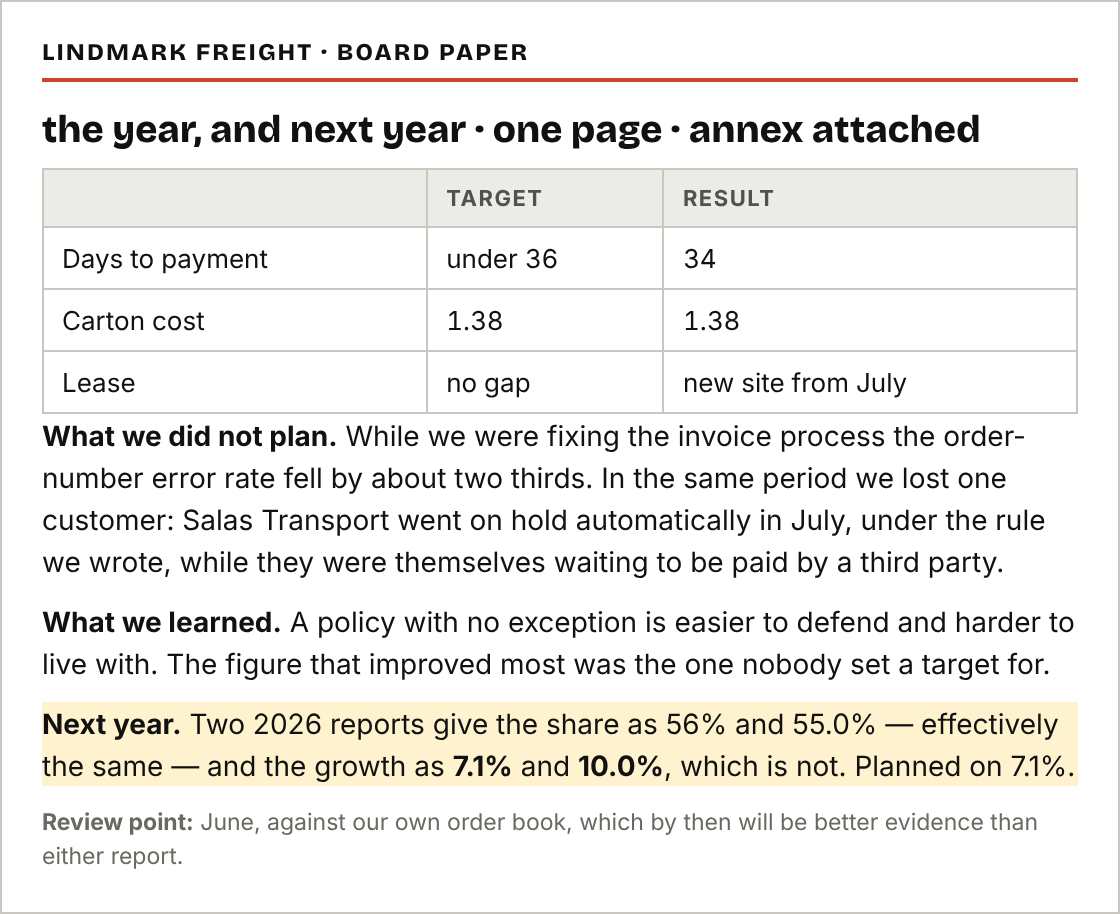 LINDMARK FREIGHT · BOARD PAPER
the year, and next year · one page · annex attached
TARGET RESULT
Days to payment under 36 34
Carton cost 1.38 1.38
Lease no gap new site from July
What we did not plan. While we were fixing the invoice process the order-
number error rate fell by about two thirds. In the same period we lost one
customer: Salas Transport went on hold automatically in July, under the rule
we wrote, while they were themselves waiting to be paid by a third party.
What we learned. A policy with no exception is easier to defend and harder to
live with. The figure that improved most was the one nobody set a target for.
Next year. Two 2026 reports give the share as 56% and 55.0% — effectively
the same — and the growth as 7.1% and 10.0%, which is not. Planned on 7.1%.
Review point: June, against our own order book, which by then will be better evidence than
either report.